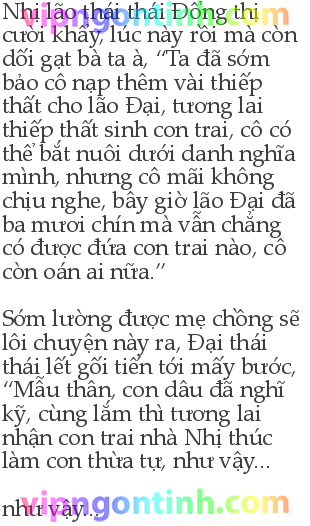 Nhị lão thái thái Đông thị
cười khẩy, lúc này rồi mà còn
dối gạt bà ta à, “Ta đã sớm
bảo cô nạp thêm vài thiếp
thất cho lão Đại, tương lai
thiếp thất sinh con trai, cô có
thể bắt nuôi dưới danh nghĩa
mình, nhưng cô mãi không
chịu nghe, bây giờ lão Đại đã
ba mươi chín mà vẫn chẳng
có được đứa con trai nào, cô
còn oán ai nữa.”
Sớm lường được mẹ chồng sẽ
lôi chuyện này ra, Đại thái
thái lết gối tiến tới mấy bước,
“Mẫu thân, con dâu đã nghĩ
kỹ, cùng lắm thì tương lai
nhận con trai nhà Nhị thúc
làm con thừa tự, như vậy...
như vậy...
vipngontinh.com
vipngontinh.com